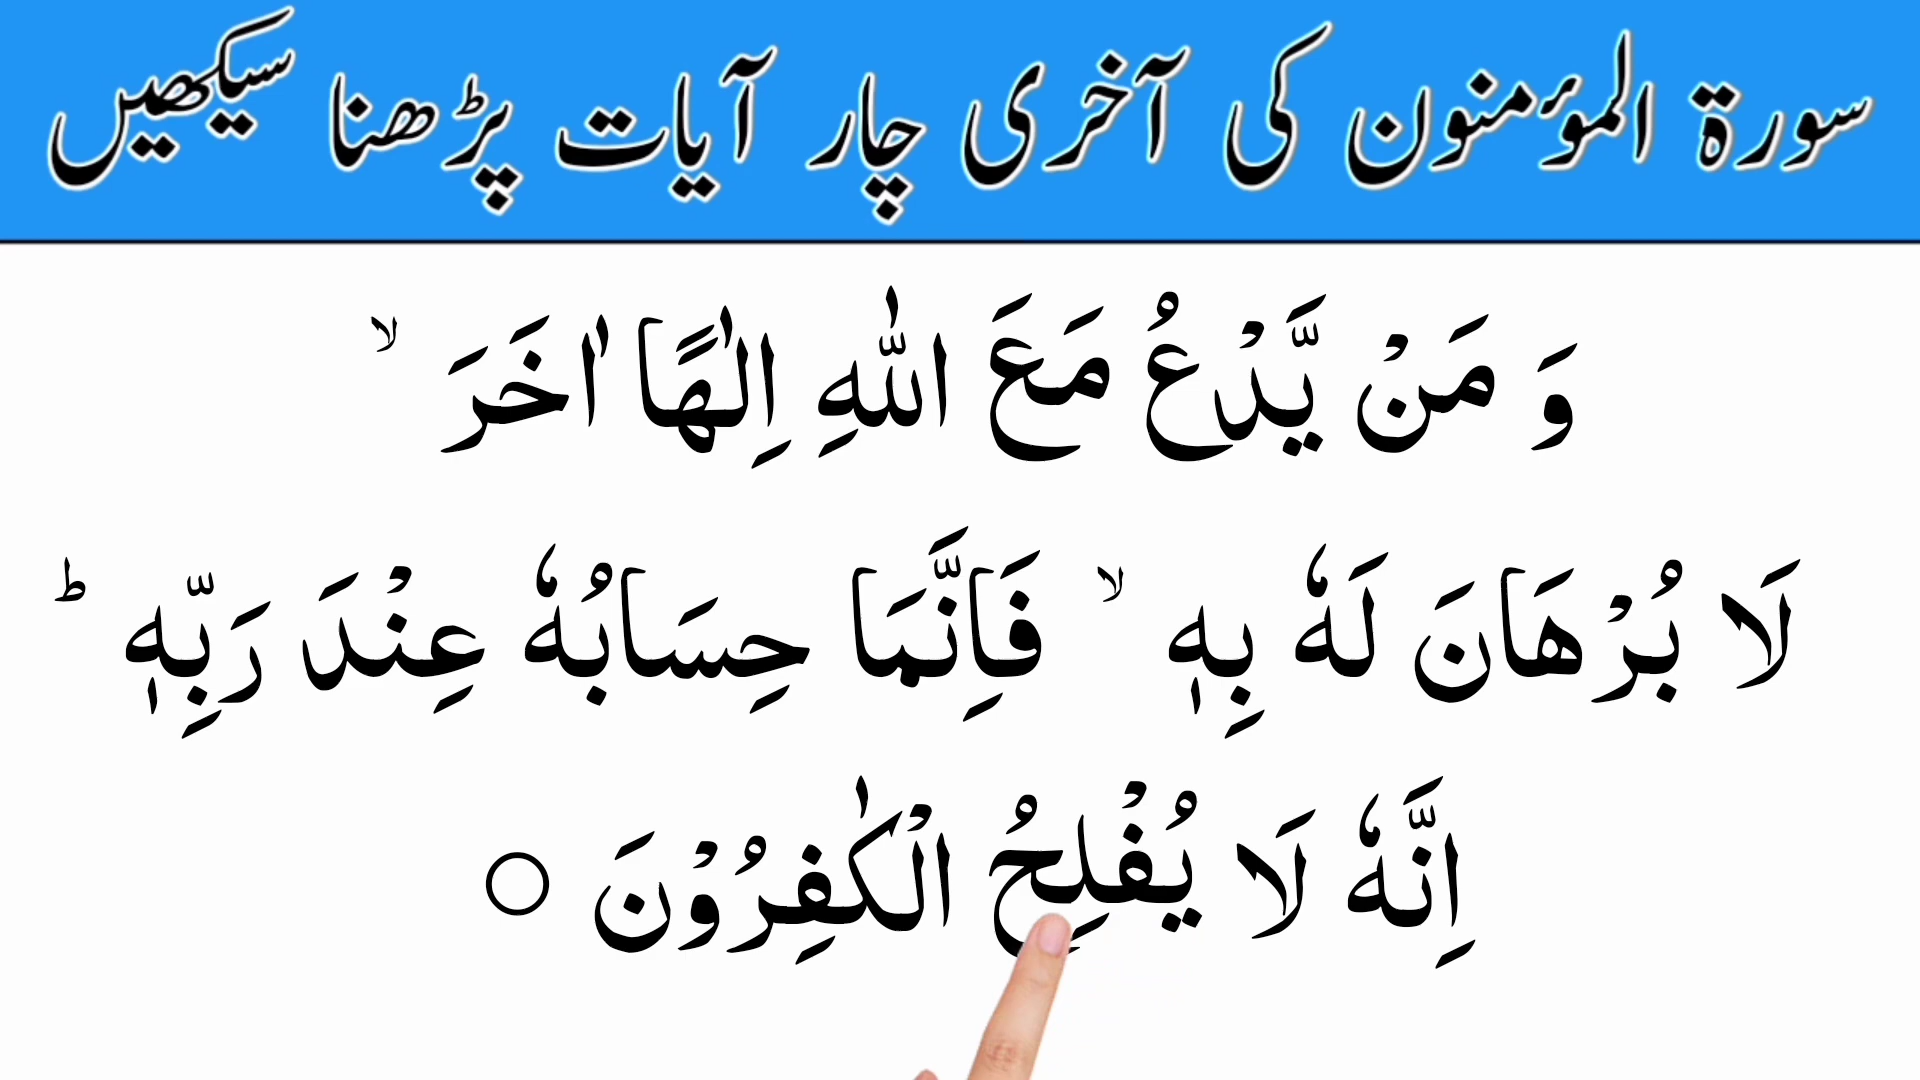 سورۃ المؤمنون کی آخری چار آیات پڑھنا سیکھیں
وَ مَنْ يَّدْعُ مَعَ اللّٰهِ اِلٰهًا اٰخَرَ ۙ
لَا بُرْهَانَ لَهٗ بِهٖ ۙ فَاِنَّمَا حِسَابُهٗ عِنْدَ رَبِّهٖ ؕ
اِنَّهٗ لَا يُفْلِحُ الْكٰفِرُوْنَ ○